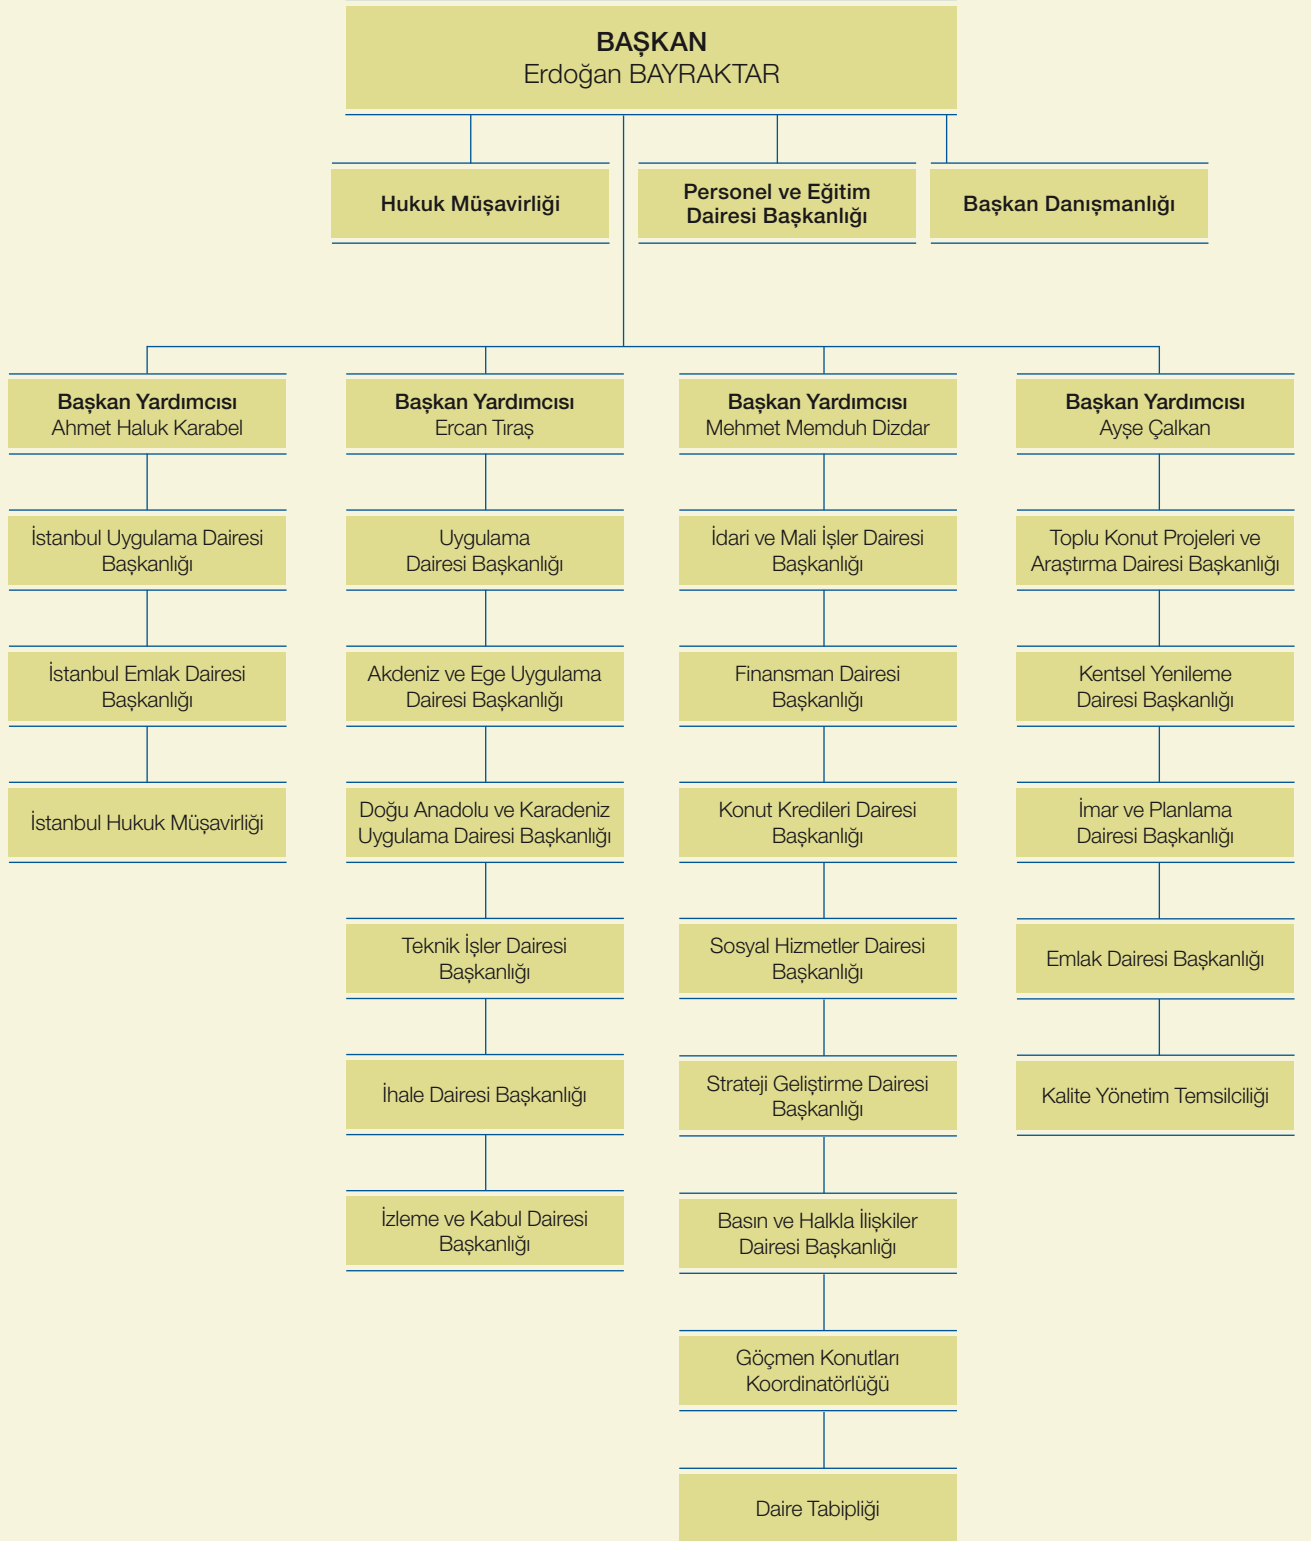 BAŞKAN
Erdoğan BAYRAKTAR
Hukuk Müşavirliği
Personel ve Eğitim
Dairesi Başkanlığı
Başkan Danışmanlığı
Başkan Yardımcısı
Ahmet Haluk Karabel
İstanbul Uygulama Dairesi
Başkanlığı
İstanbul Emlak Dairesi
Başkanlığı
İstanbul Hukuk Müşavirliği
Başkan Yardımcısı
Ercan Tıraş
Uygulama
Dairesi Başkanlığı
Akdeniz ve Ege Uygulama
Dairesi Başkanlığı
Doğu Anadolu ve Karadeniz
Uygulama Dairesi Başkanlığı
Teknik İşler Dairesi
Başkanlığı
İhale Dairesi Başkanlığı
İzleme ve Kabul Dairesi
Başkanlığı
Başkan Yardımcısı
Mehmet Memduh Dizdar
İdari ve Mali İşler Dairesi
Başkanlığı
Finansman Dairesi
Başkanlığı
Konut Kredileri Dairesi
Başkanlığı
Sosyal Hizmetler Dairesi
Başkanlığı
Strateji Geliştirme Dairesi
Başkanlığı
Basın ve Halkla İlişkiler
Dairesi Başkanlığı
Göçmen Konutları
Koordinatörlüğü
Daire Tabipliği
Başkan Yardımcısı
Ayşe Çalkan
Toplu Konut Projeleri ve
Araştırma Dairesi Başkanlığı
Kentsel Yenileme
Dairesi Başkanlığı
İmar ve Planlama
Dairesi Başkanlığı
Emlak Dairesi Başkanlığı
Kalite Yönetim Temsilciliği